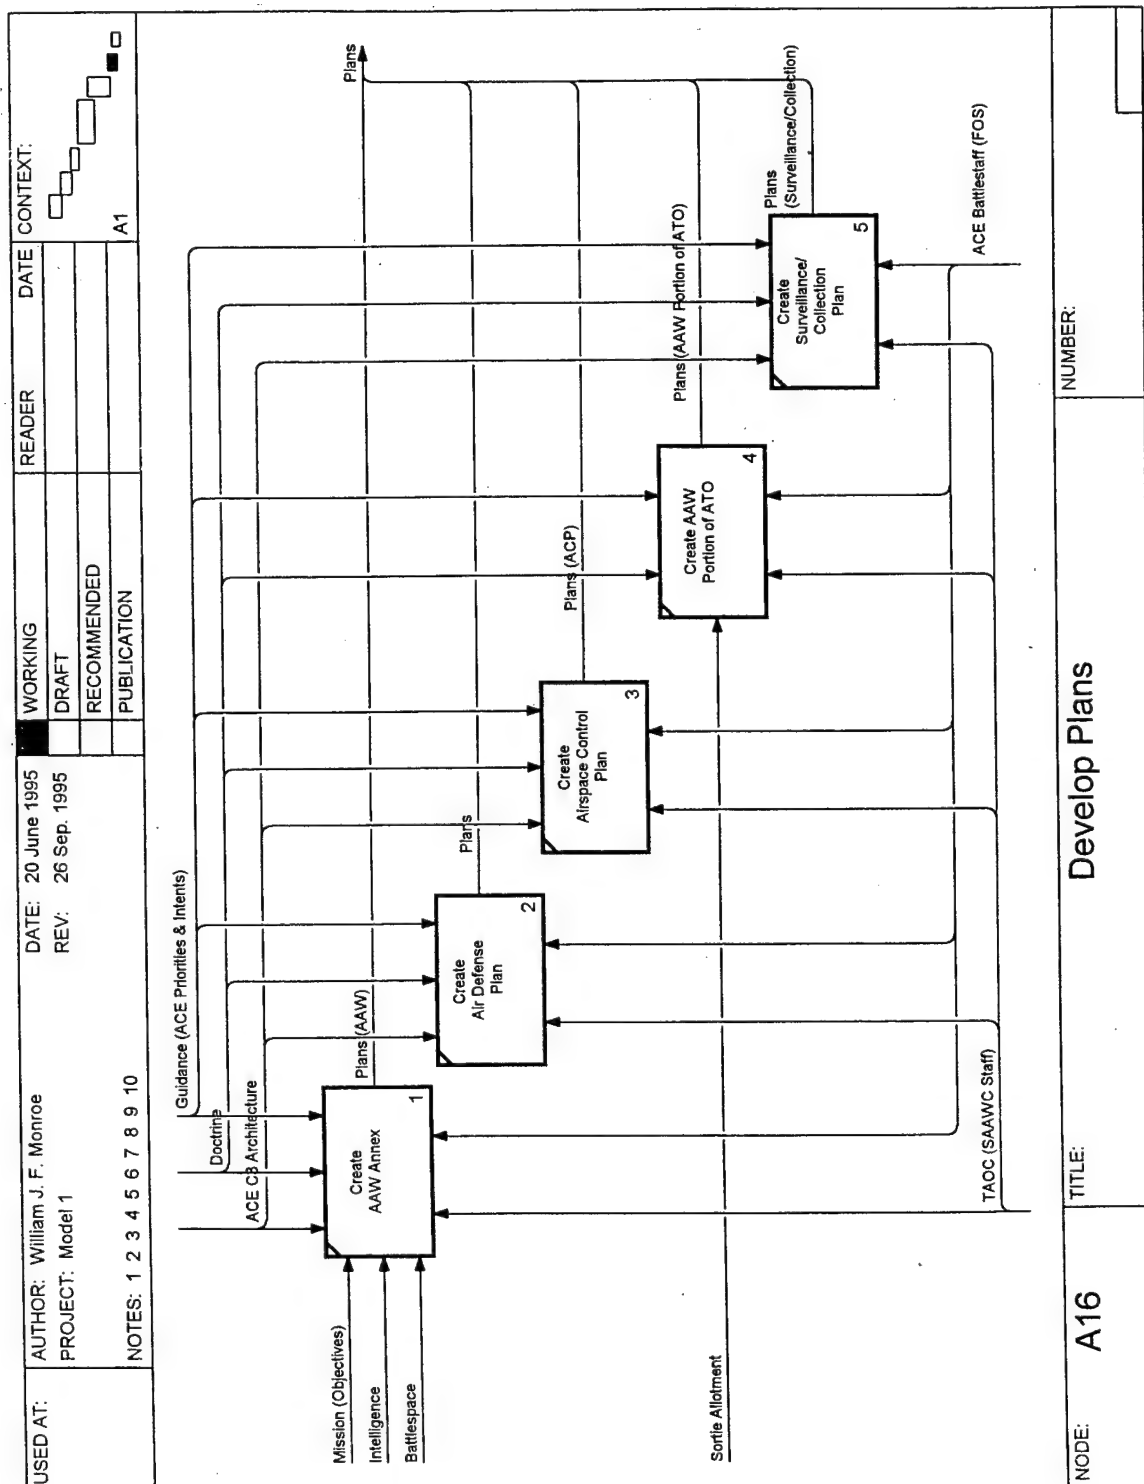 USED AT:
AUTHOR: William J. F. Monroe
PROJECT: Model 1
NOTES: 1 2 3 4 5 6 7 8 9 10
DATE: 20 June 1995
REV: 26 Sep. 1995
WORKING
DRAFT
RECOMMENDED
PUBLICATION
READER
DATE
CONTEXT:
A1
Guidance (ACE Priorities & Intents)
Doctrine
ACE C3 Architecture
Mission (Objectives)
Intelligence
Battlespace
Create
AAW Annex
1
Plans (AAW)
Create
Air Defense
Plan
2
Plans
Create
Airspace Control
Plan
3
Plans (ACP)
Sortie Allotment
Create AAW
Portion of ATO
4
Plans (AAW Portion of ATO)
Create
Surveillance/
Collection
Plan
5
Plans
(Surveillance/Collection)
Plans
TAOC (SAAWC Staff)
ACE Battlestaff (FOS)
NODE:
A16
TITLE:
Develop Plans
NUMBER: